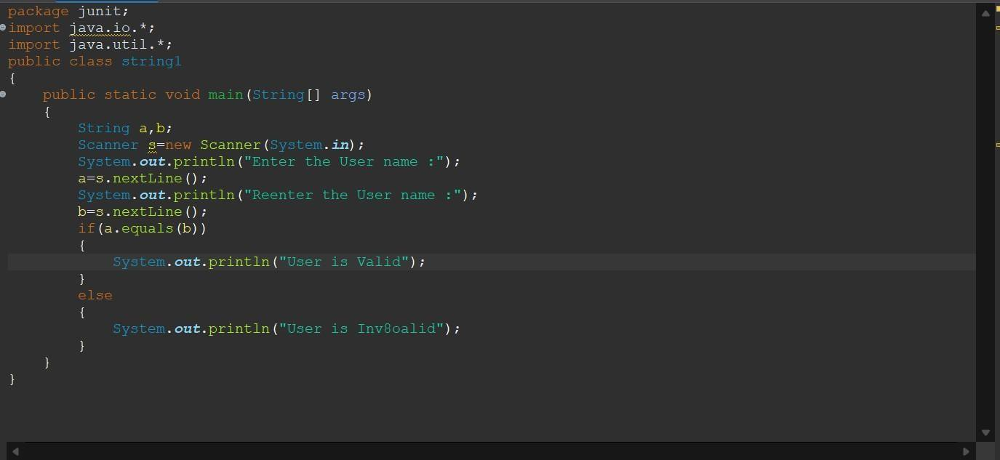 package junit;
import java.io.*;
import java.util.*;
public class string1
{
    public static void main(String[] args)
    {
        String a,b;
        Scanner s=new Scanner(System.in);
        System.out.println("Enter the User name :");
        a=s.nextLine();
        System.out.println("Reenter the User name :");
        b=s.nextLine();
        if(a.equals(b))
        {
            System.out.println("User is Valid");
        }
        else
        {
            System.out.println("User is Inv8oalid");
        }
    }
}